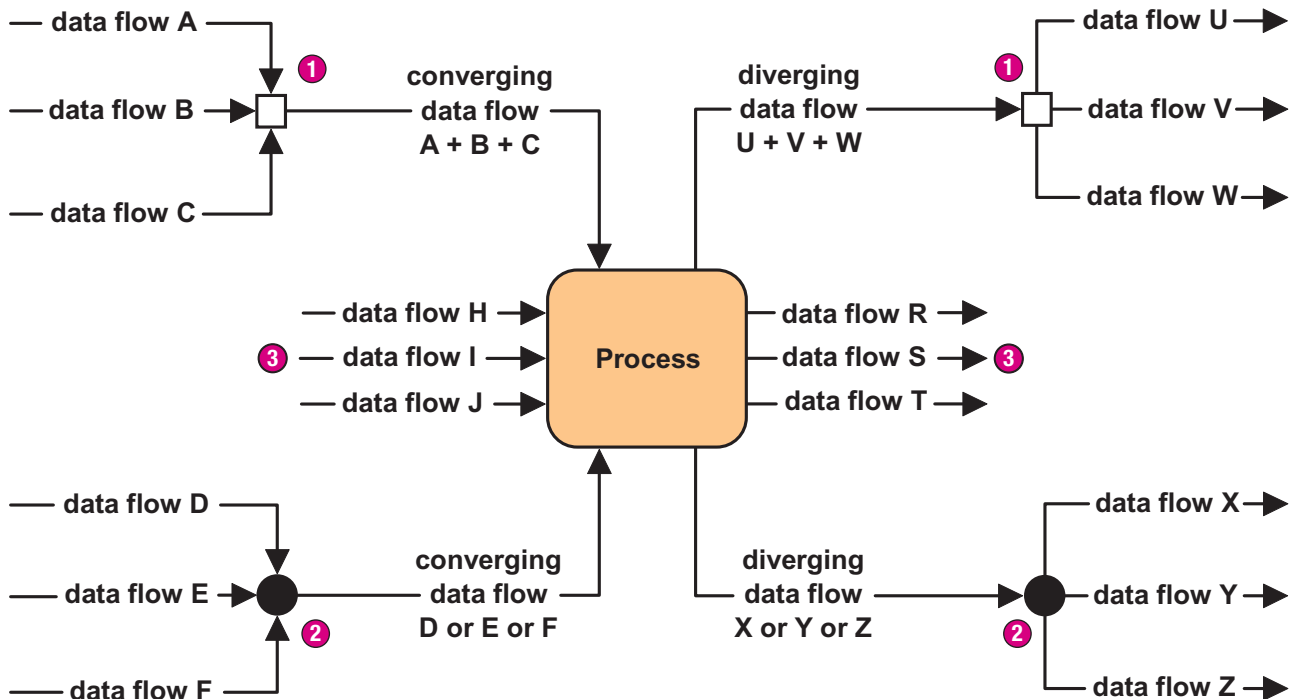 data flow A
data flow B
data flow C
1
converging
data flow
A + B + C
diverging
data flow
U + V + W
1
data flow U
data flow V
data flow W
3
data flow H
data flow I
data flow J
Process
data flow R
data flow S
data flow T
3
data flow D
data flow E
data flow F
2
converging
data flow
D or E or F
diverging
data flow
X or Y or Z
2
data flow X
data flow Y
data flow Z